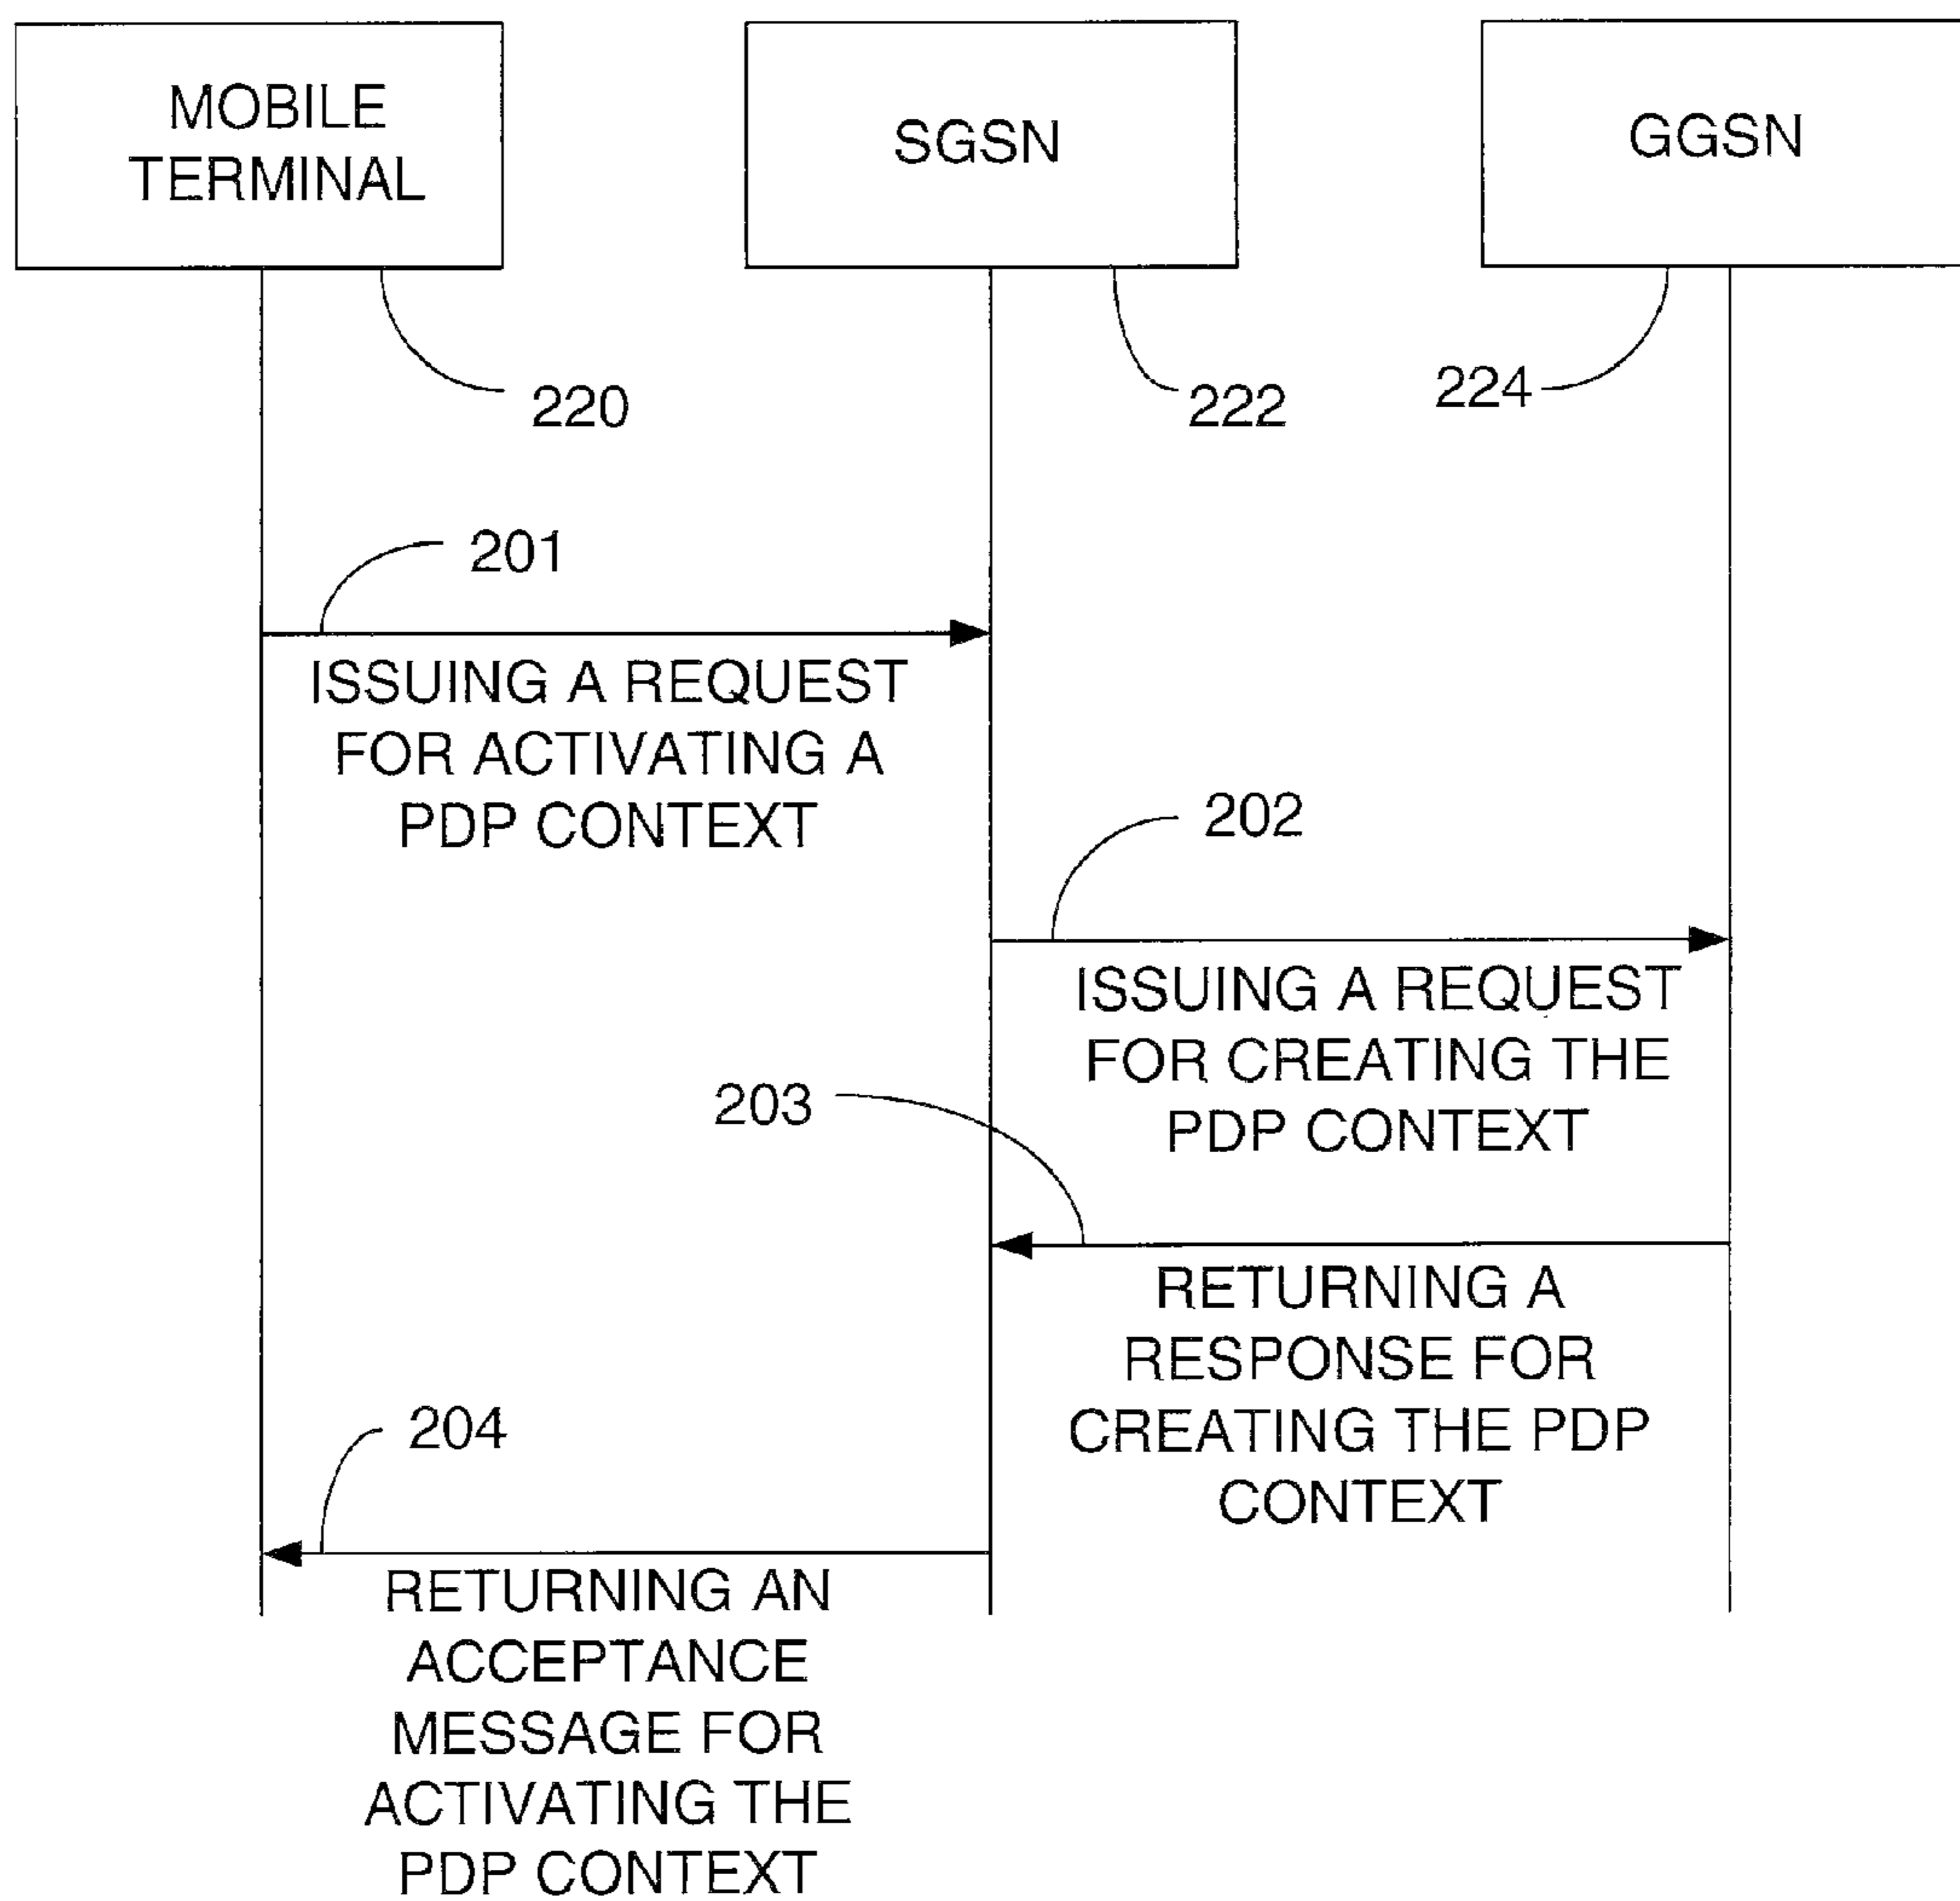 MOBILE
TERMINAL
SGSN
GGSN
220
222
224
201
ISSUING A REQUEST
FOR ACTIVATING A
PDP CONTEXT
202
ISSUING A REQUEST
FOR CREATING THE
PDP CONTEXT
203
RETURNING A
RESPONSE FOR
CREATING THE PDP
CONTEXT
204
RETURNING AN
ACCEPTANCE
MESSAGE FOR
ACTIVATING THE
PDP CONTEXT